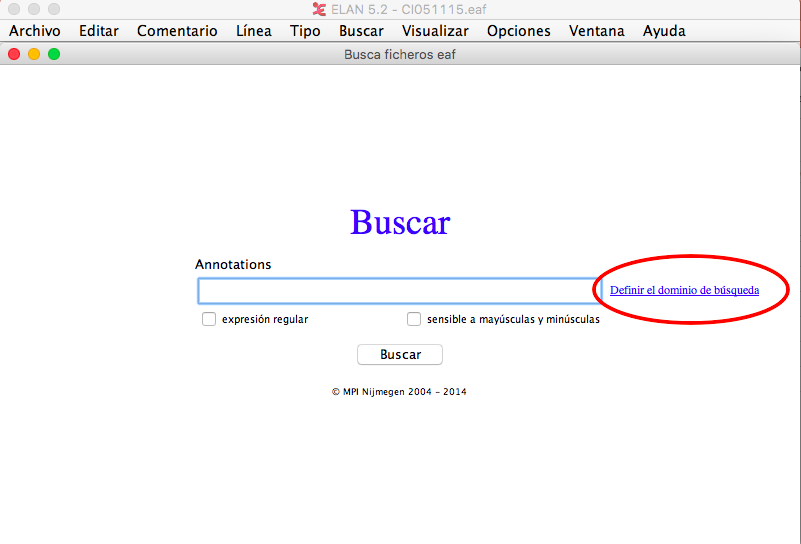 ELAN 5.2 - CI051115.eaf
Archivo Editar Comentario Línea Tipo Buscar Visualizar Opciones Ventana Ayuda
Busca ficheros eaf
Buscar
Annotations
Definir el dominio de búsqueda
expresión regular sensible a mayúsculas y minúsculas
Buscar
© MPI Nijmegen 2004 - 2014